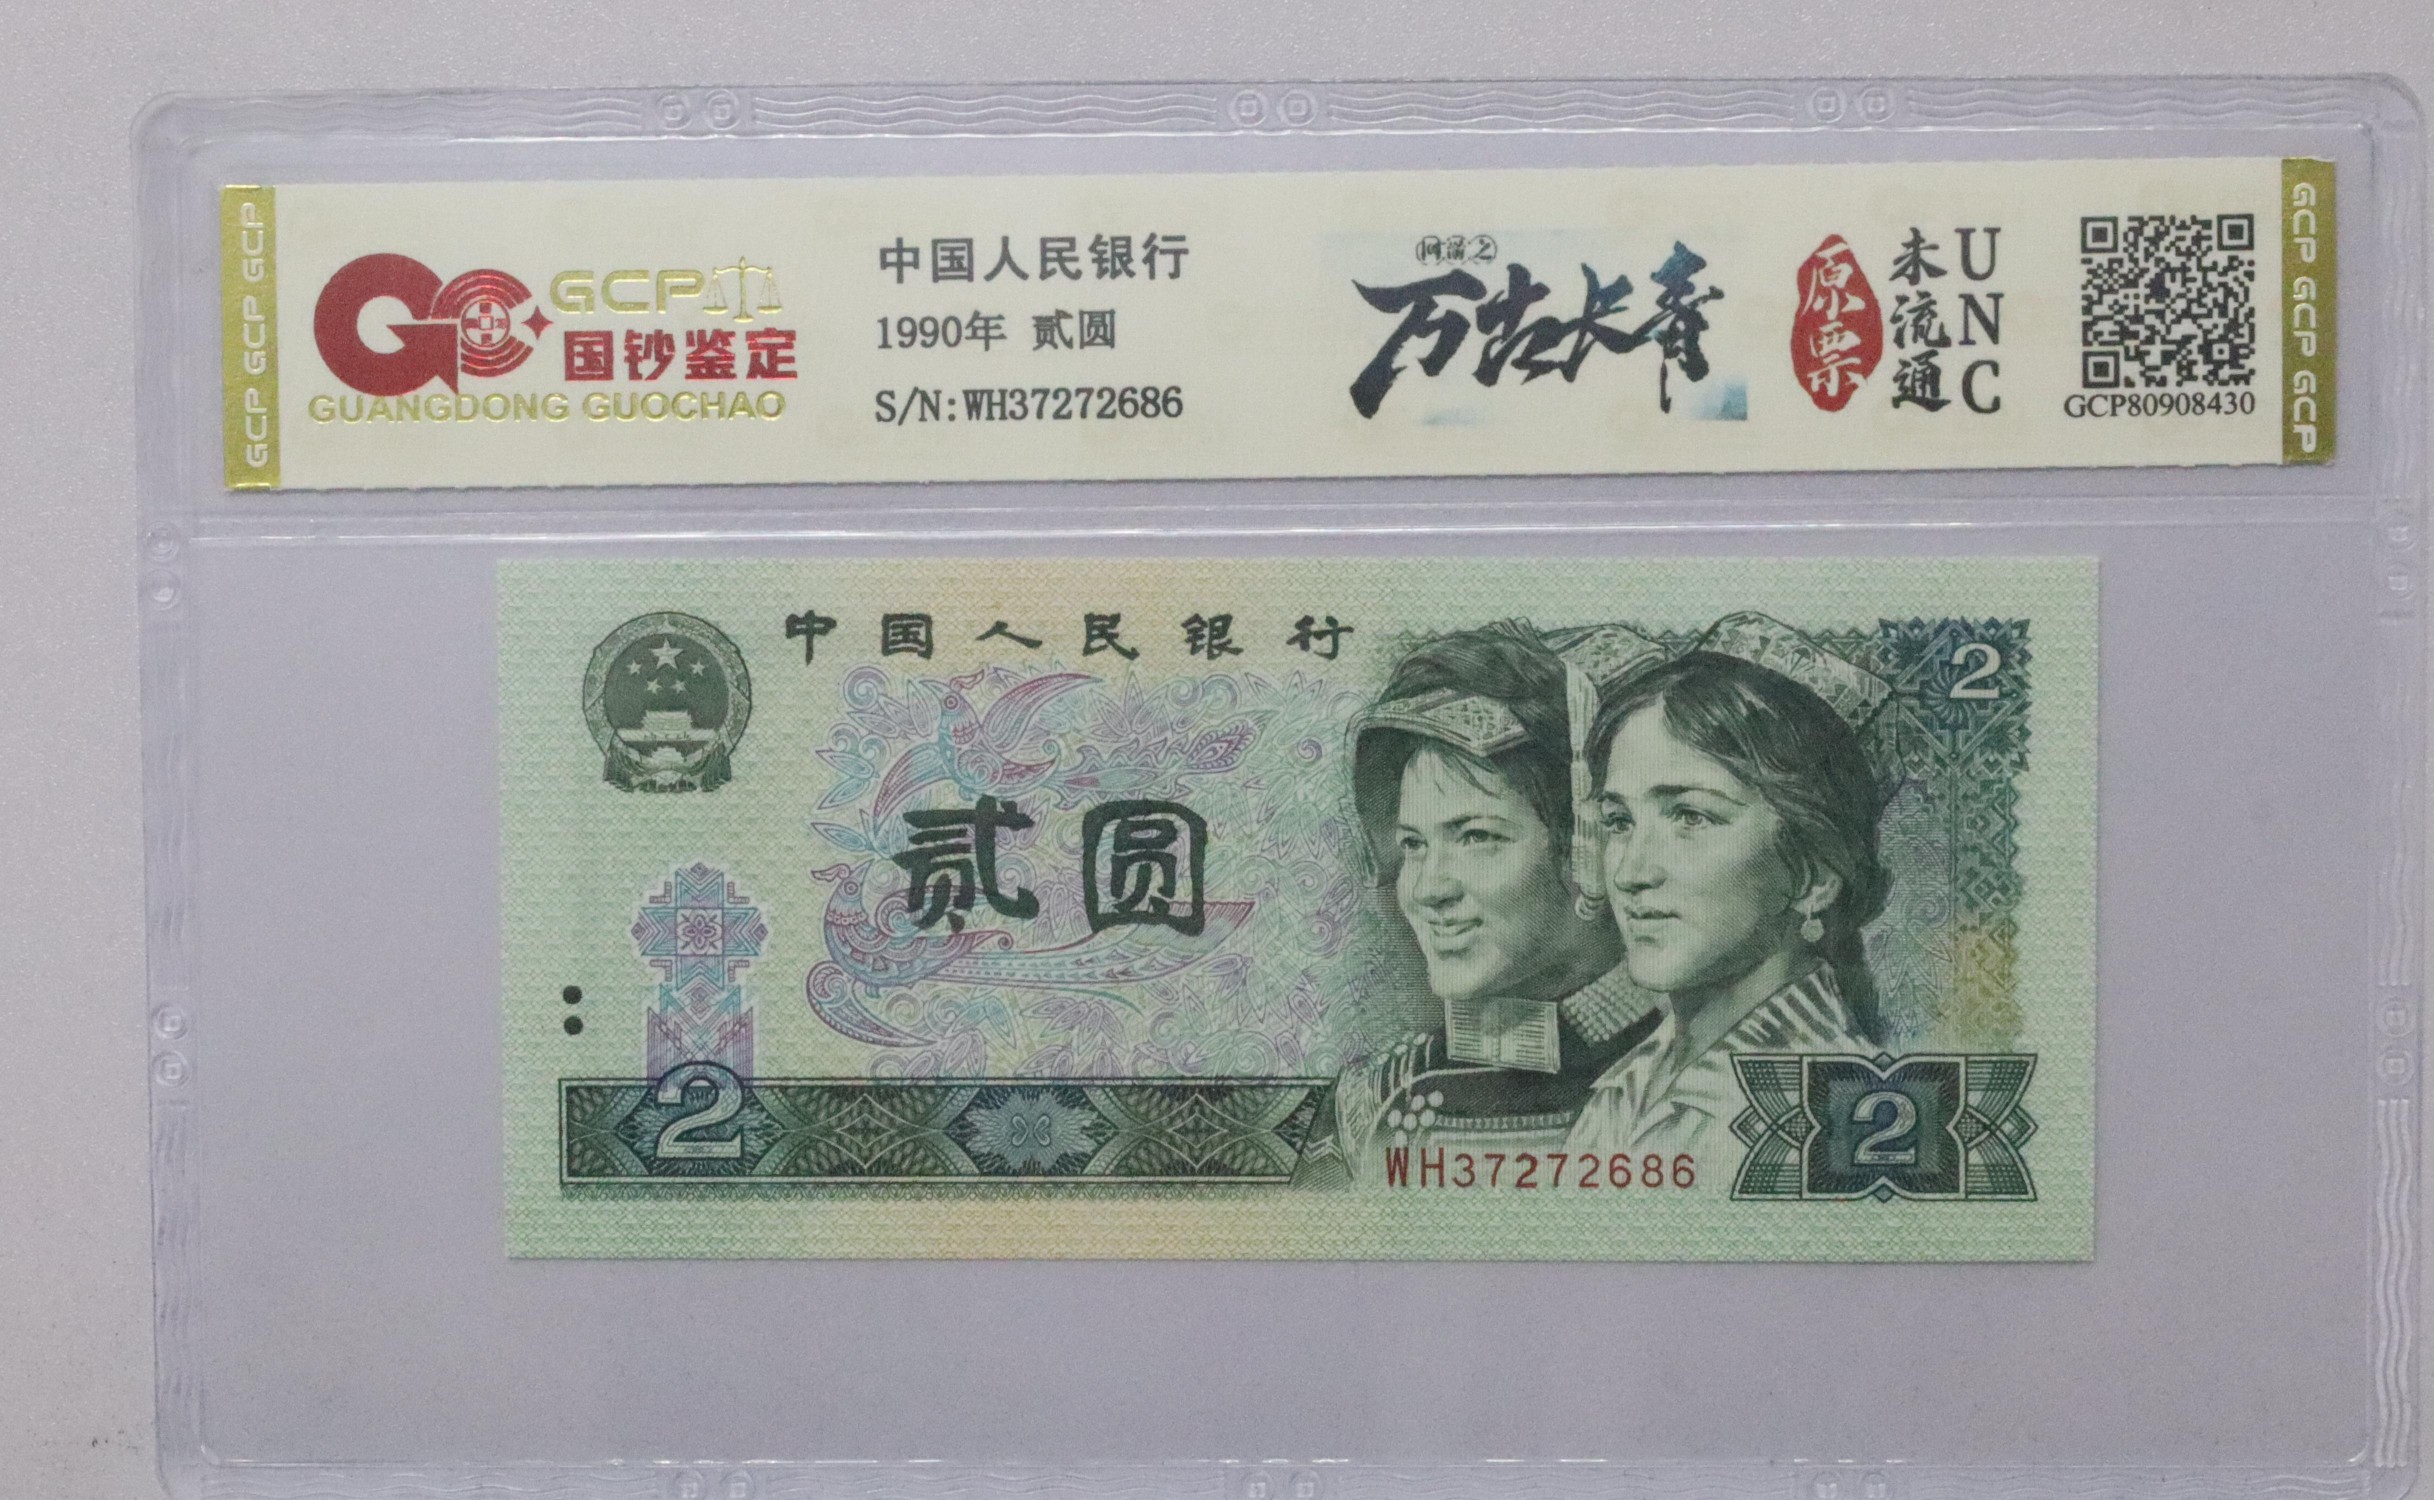 GCP GCP GCP
GCP
国钞鉴定
GUANGDONG GUOCHAO
中国人民银行
1990年 贰圆
S/N:WH37272686
万古长青
原票
未流通
UNC
GCP80908430
GCP GCP GCP
中国人民银行
2
贰圆
2
WH37272686
2